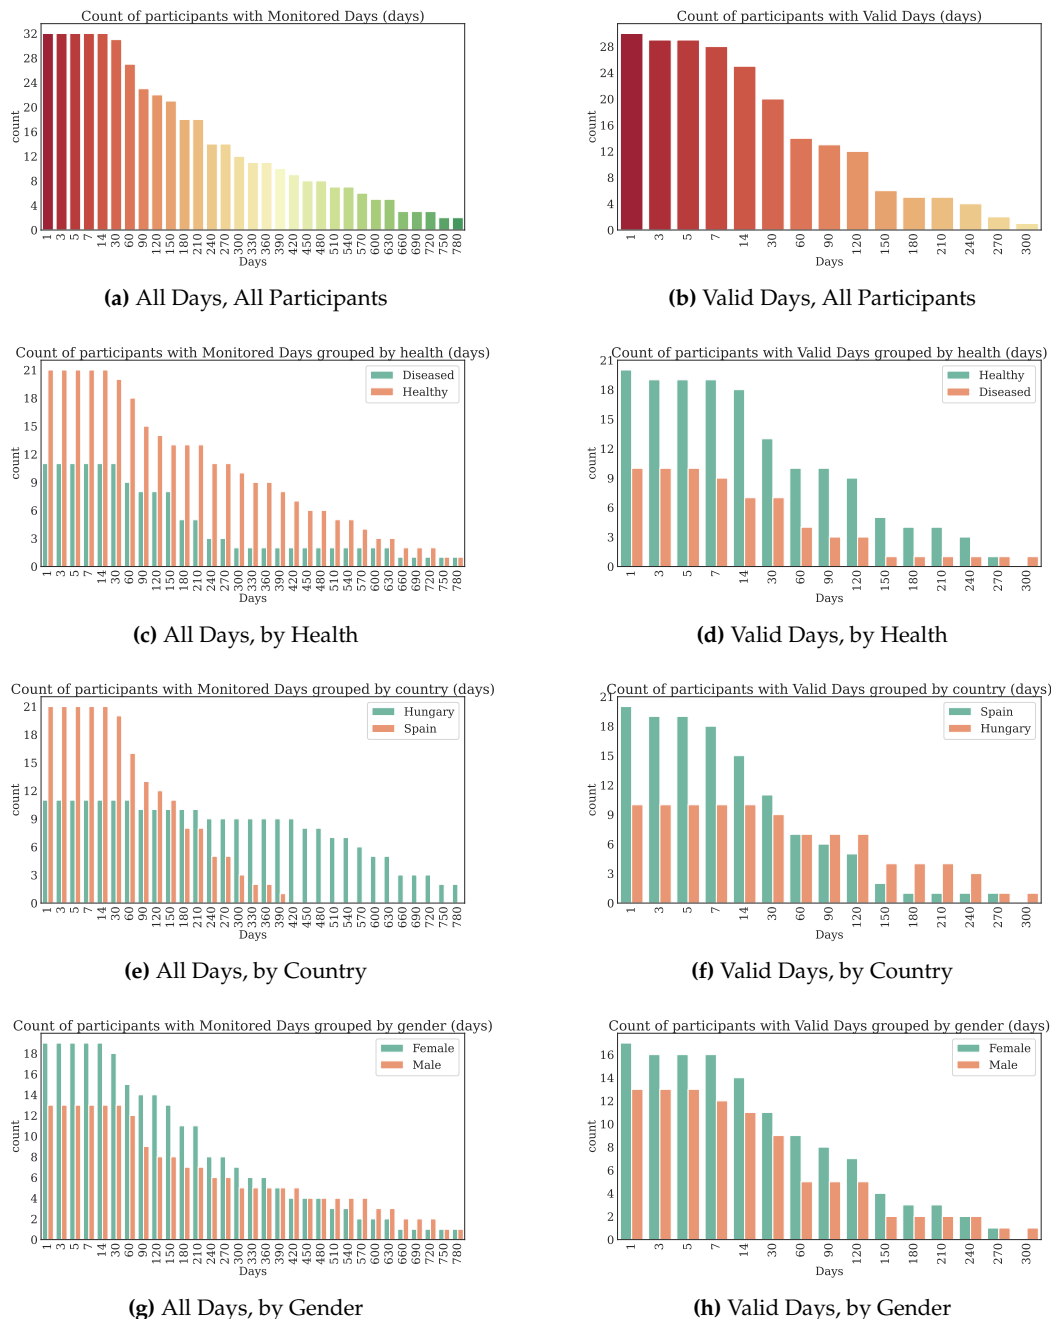 Count of participants with Monitored Days (days)
32
28
24
20
16
12
8
4
0
count
1 3 5 7 14 30 60 90 120 150 180 210 240 270 300 330 360 390 420 450 480 510 540 570 600 630 660 690 720 750 780
Days
(a) All Days, All Participants
Count of participants with Valid Days (days)
28
24
20
16
12
8
4
0
count
1 3 5 7 14 30 60 90 120 150 180 210 240 270 300
Days
(b) Valid Days, All Participants
Count of participants with Monitored Days grouped by health (days)
21
18
15
12
9
6
3
0
count
Diseased
Healthy
1 3 5 7 14 30 60 90 120 150 180 210 240 270 300 330 360 390 420 450 480 510 540 570 600 630 660 690 720 750 780
Days
(c) All Days, by Health
Count of participants with Valid Days grouped by health (days)
21
18
15
12
9
6
3
0
count
Healthy
Diseased
1 3 5 7 14 30 60 90 120 150 180 210 240 270 300
Days
(d) Valid Days, by Health
Count of participants with Monitored Days grouped by country (days)
21
18
15
12
9
6
3
0
count
Hungary
Spain
1 3 5 7 14 30 60 90 120 150 180 210 240 270 300 330 360 390 420 450 480 510 540 570 600 630 660 690 720 750 780
Days
(e) All Days, by Country
Count of participants with Valid Days grouped by country (days)
21
18
15
12
9
6
3
0
count
Spain
Hungary
1 3 5 7 14 30 60 90 120 150 180 210 240 270 300
Days
(f) Valid Days, by Country
Count of participants with Monitored Days grouped by gender (days)
18
16
14
12
10
8
6
4
2
0
count
Female
Male
1 3 5 7 14 30 60 90 120 150 180 210 240 270 300 330 360 390 420 450 480 510 540 570 600 630 660 690 720 750 780
Days
(g) All Days, by Gender
Count of participants with Valid Days grouped by gender (days)
16
14
12
10
8
6
4
2
0
count
Female
Male
1 3 5 7 14 30 60 90 120 150 180 210 240 270 300
Days
(h) Valid Days, by Gender